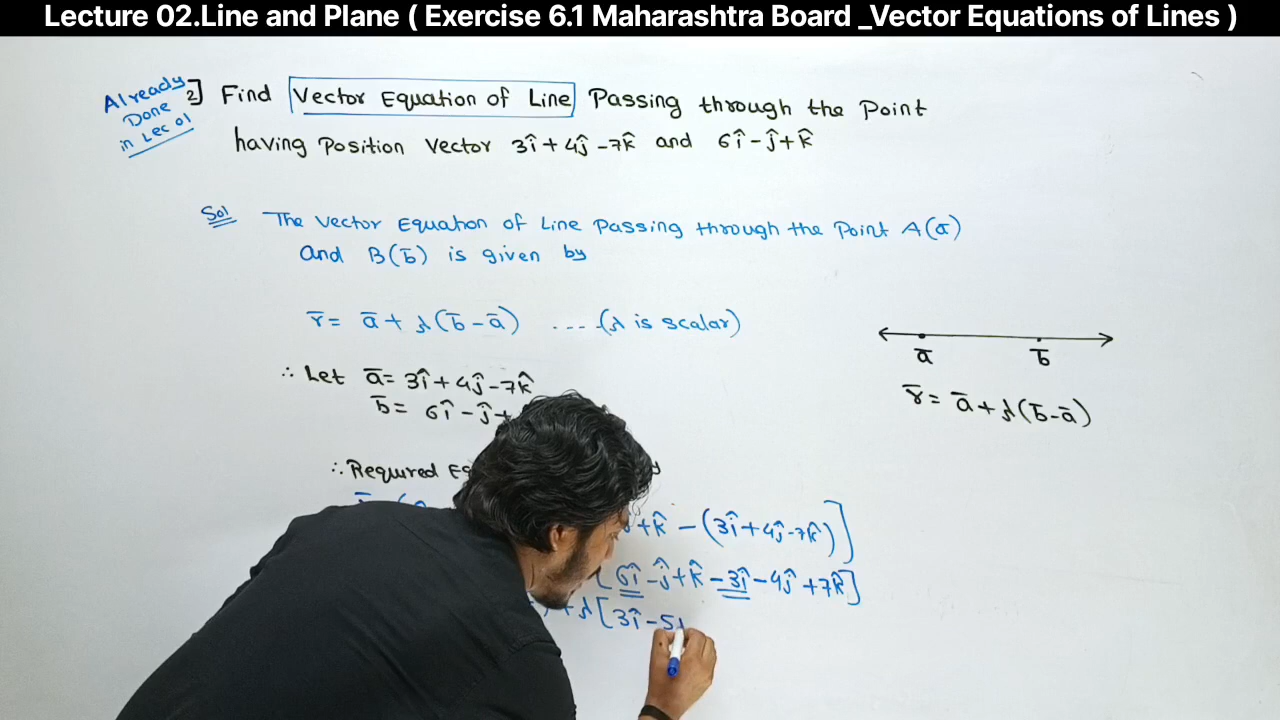 Lecture 02.Line and Plane ( Exercise 6.1 Maharashtra Board _Vector Equations of Lines )
Already
Done
in Lec 01
2] Find Vector Equation of Line Passing through the Point
having Position Vector 3î+4ĵ-7k̂ and 6î-ĵ+k̂
Sol The Vector Equation of Line Passing through the Point A(a̅)
and B(b̅) is given by
r̅ = a̅ + λ(b̅-a̅) ....(λ is scalar)
∴ Let a̅= 3î+4ĵ-7k̂
b̅= 6î-ĵ+
∴ Required
+k̂ -(3î+4ĵ-7k̂)]
[6î-ĵ+k̂-3î-4ĵ+7k̂]
+λ[3î-5
a̅ b̅
r̅= a̅+λ(b̅-a̅)